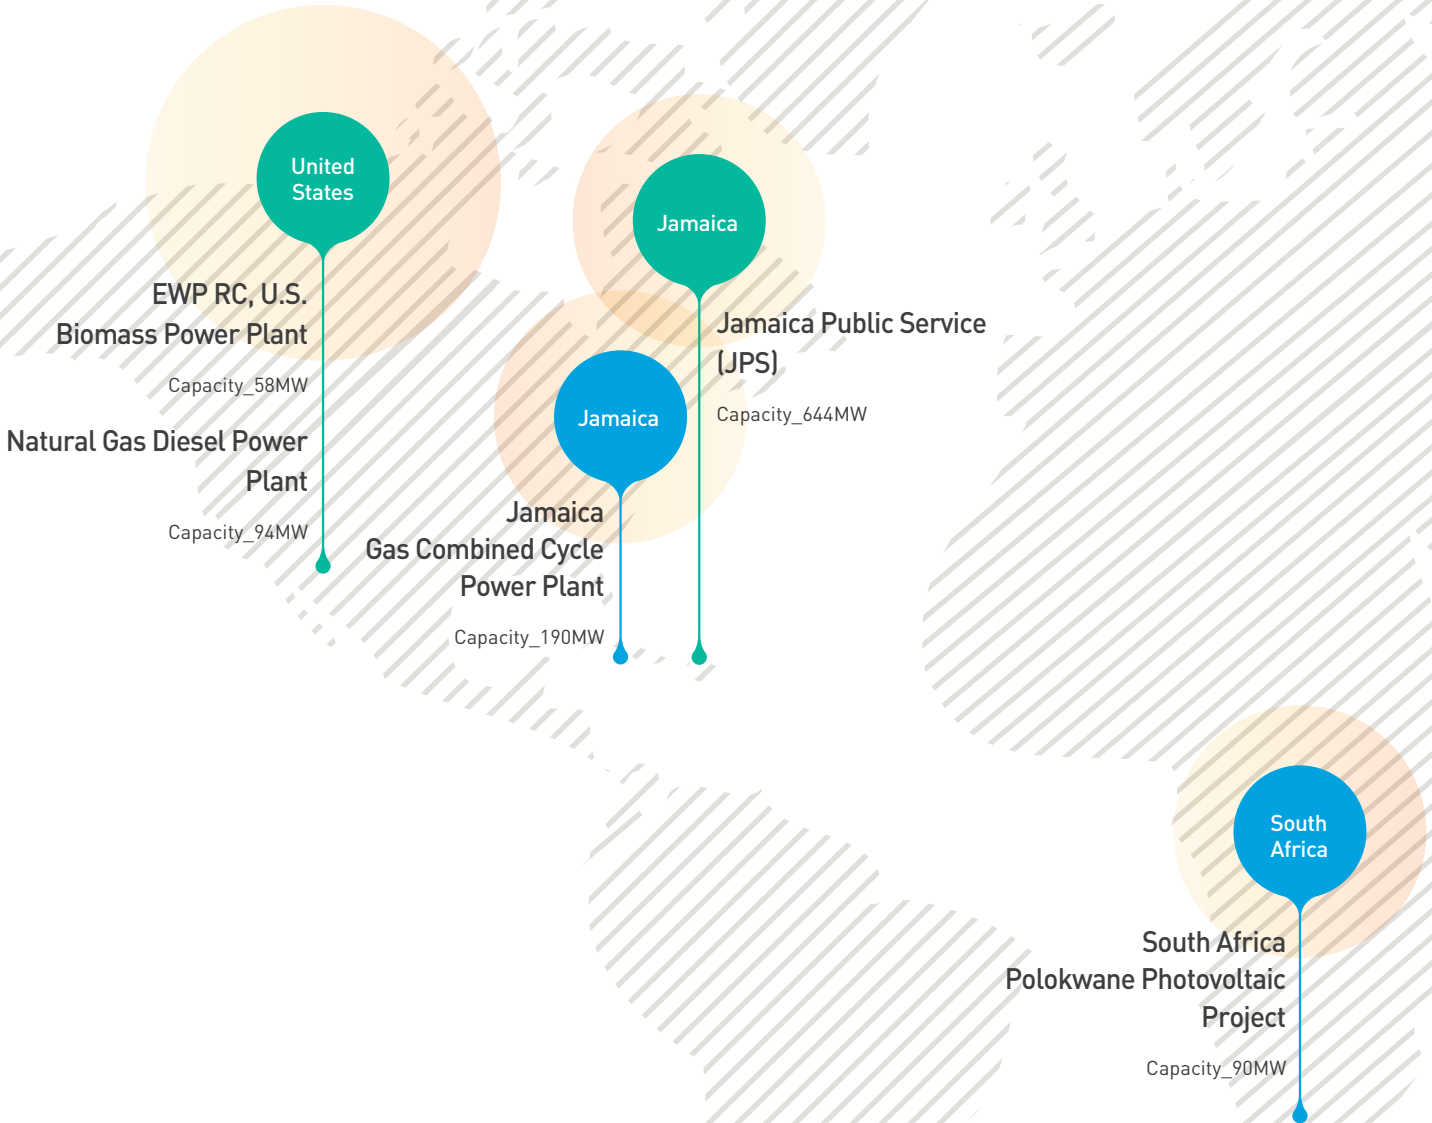 United
States
EWP RC, U.S.
Biomass Power Plant
Capacity_58MW
Natural Gas Diesel Power
Plant
Capacity_94MW
Jamaica
Jamaica Public Service
(JPS)
Capacity_644MW
Jamaica
Jamaica
Gas Combined Cycle
Power Plant
Capacity_190MW
South
Africa
South Africa
Polokwane Photovoltaic
Project
Capacity_90MW